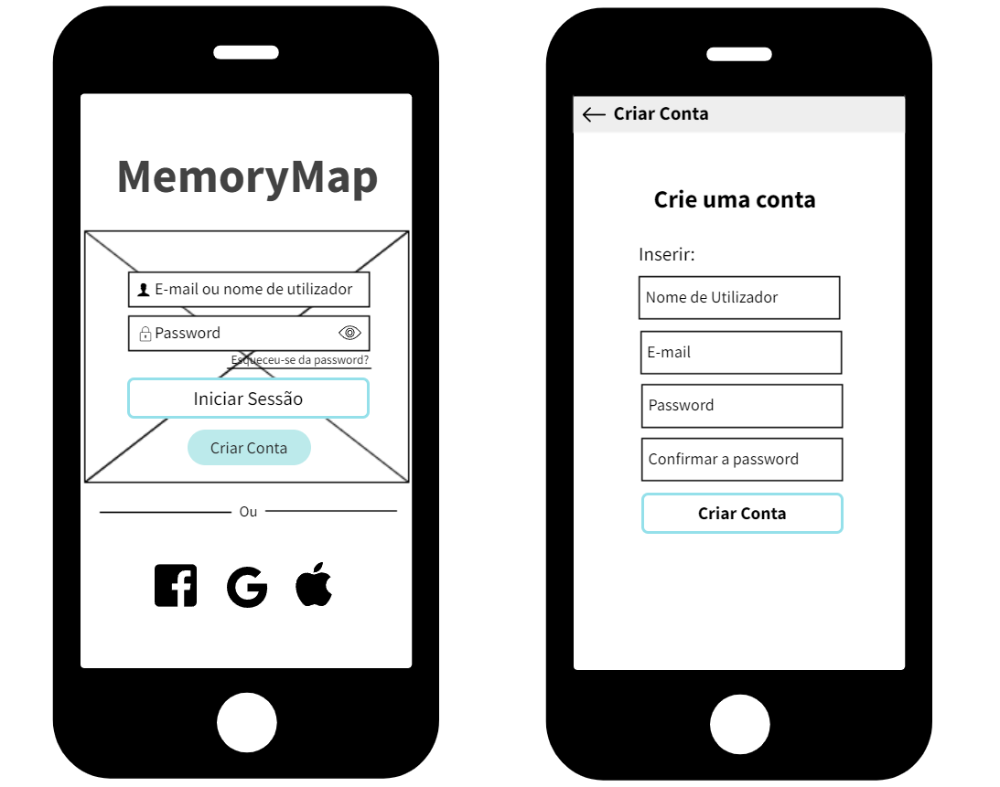 MemoryMap
E-mail ou nome de utilizador
Password
Esqueceu-se da password?
Iniciar Sessão
Criar Conta
Ou
Criar Conta
Crie uma conta
Inserir:
Nome de Utilizador
E-mail
Password
Confirmar a password
Criar Conta